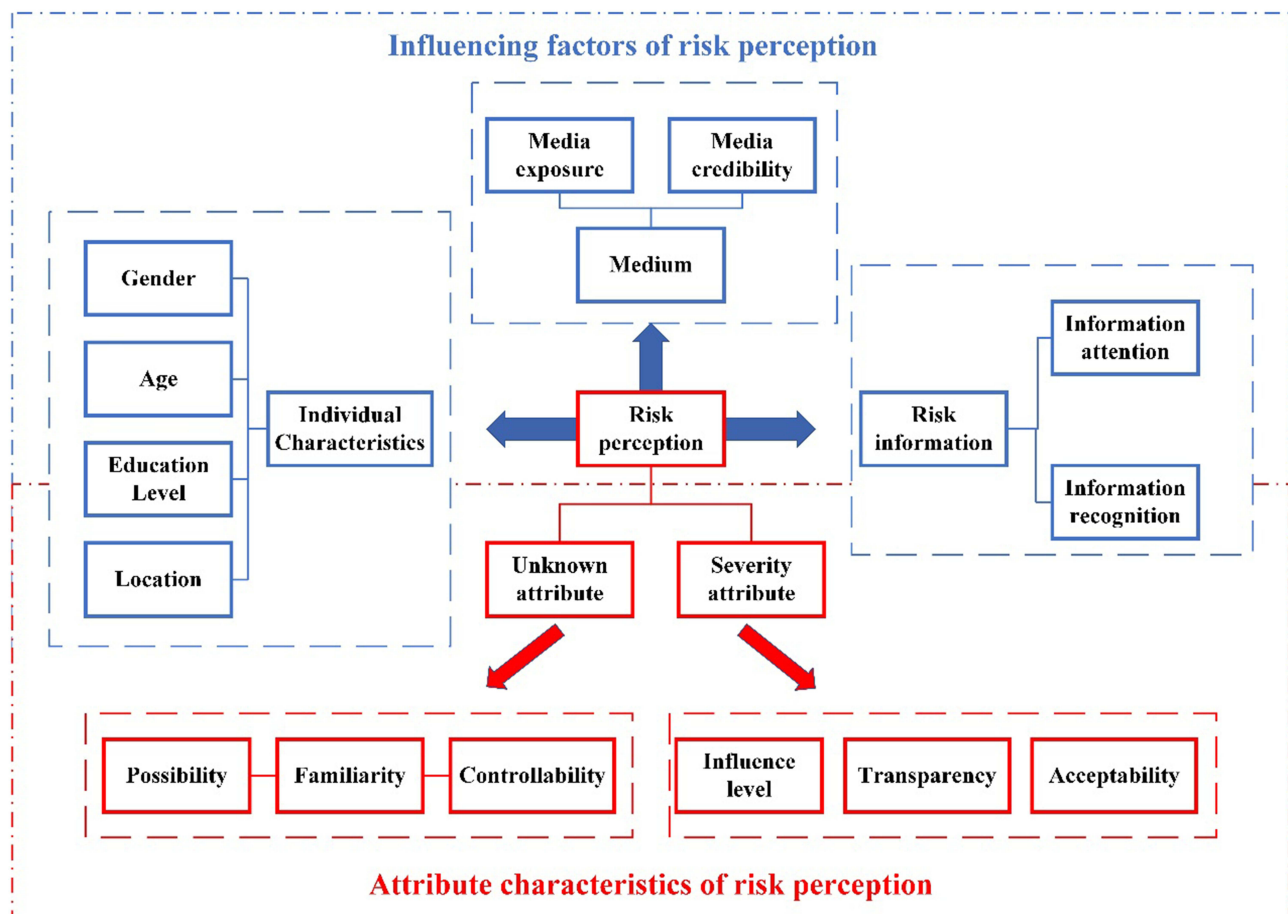 Influencing factors of risk perception
Media
exposure
Media
credibility
Medium
Gender
Age
Education
Level
Location
Individual
Characteristics
Risk
perception
Risk
information
Information
attention
Information
recognition
Unknown
attribute
Severity
attribute
Possibility
Familiarity
Controllability
Influence
level
Transparency
Acceptability
Attribute characteristics of risk perception